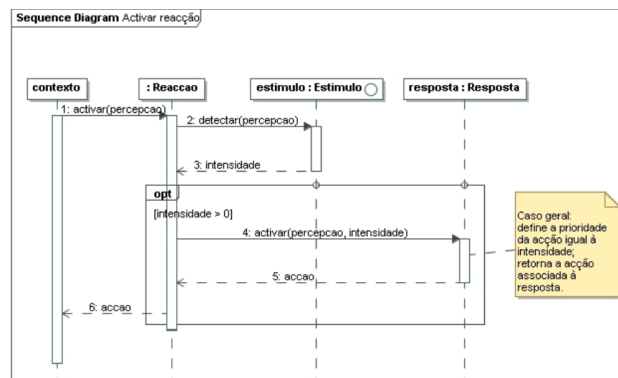 Sequence Diagram Activar reacção
contexto
: Reaccao
estimulo : Estimulo
resposta : Resposta
1: activar(percepcao)
2: detectar(percepcao)
3: intensidade
opt
[intensidade > 0]
4: activar(percepcao, intensidade)
5: accao
6: accao
Caso geral:
define a prioridade
da acção igual à
intensidade;
retorna a acção
associada à
resposta.